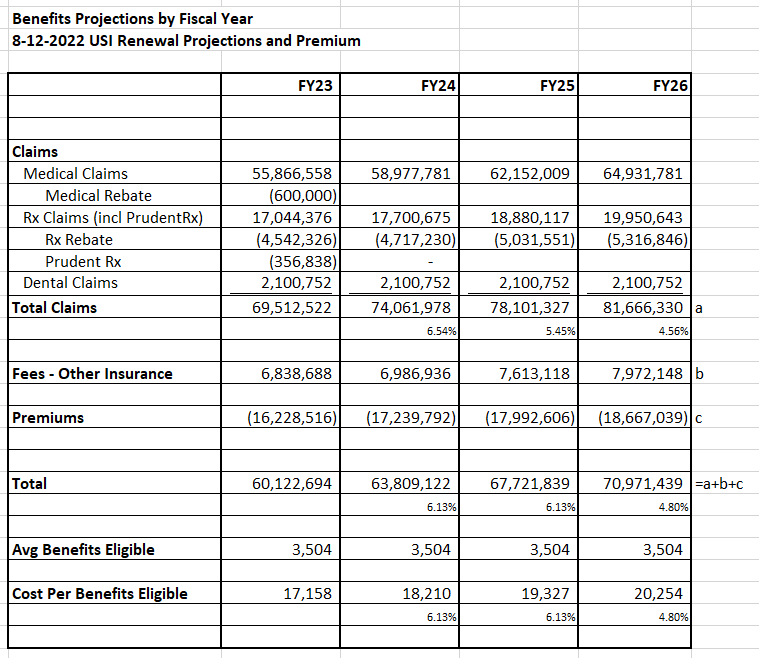 Benefits Projections by Fiscal Year
8-12-2022 USI Renewal Projections and Premium
FY23 FY24 FY25 FY26
Claims
Medical Claims 55,866,558 58,977,781 62,152,009 64,931,781
Medical Rebate (600,000)
Rx Claims (incl PrudentRx) 17,044,376 17,700,675 18,880,117 19,950,643
Rx Rebate (4,542,326) (4,717,230) (5,031,551) (5,316,846)
Prudent Rx (356,838) -
Dental Claims 2,100,752 2,100,752 2,100,752 2,100,752
Total Claims 69,512,522 74,061,978 78,101,327 81,666,330 a
6.54% 5.45% 4.56%
Fees - Other Insurance 6,838,688 6,986,936 7,613,118 7,972,148 b
Premiums (16,228,516) (17,239,792) (17,992,606) (18,667,039) c
Total 60,122,694 63,809,122 67,721,839 70,971,439 =a+b+c
6.13% 6.13% 4.80%
Avg Benefits Eligible 3,504 3,504 3,504 3,504
Cost Per Benefits Eligible 17,158 18,210 19,327 20,254
6.13% 6.13% 4.80%